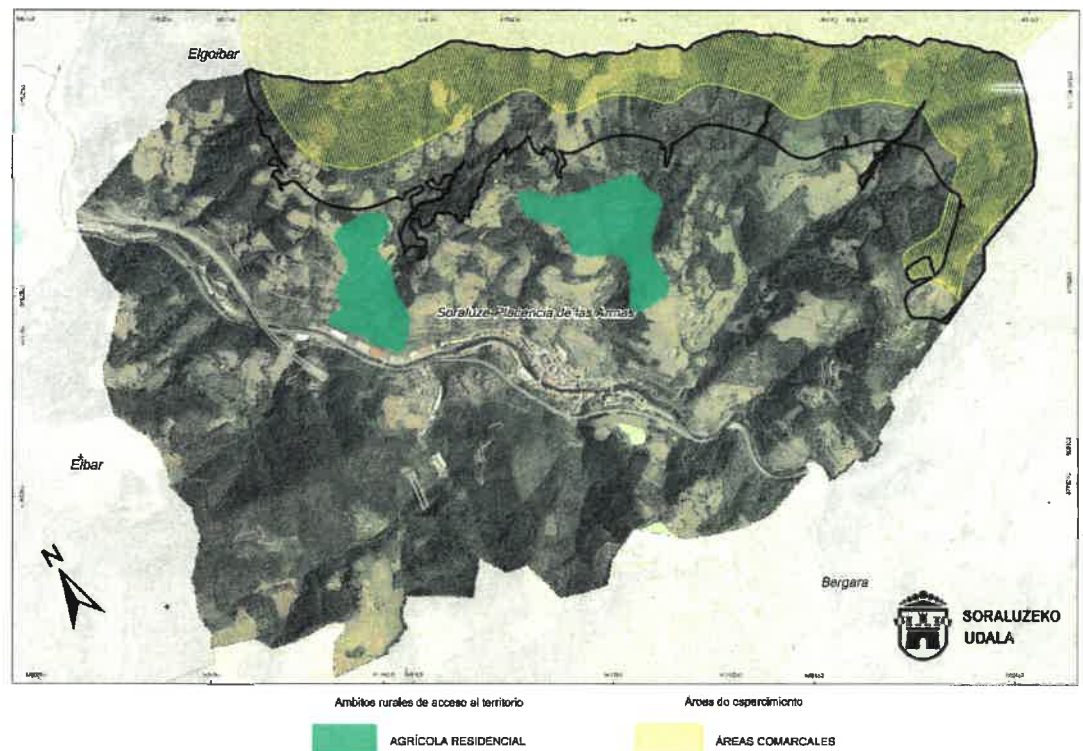 Elgoibar
Soraluze-Placencia de las Armas
Eibar
N
Bergara
SORALUZEKO
UDALA
Ambitos rurales de acceso al territorio
Áreas de esparcimiento
AGRÍCOLA RESIDENCIAL
ÁREAS COMARCALES